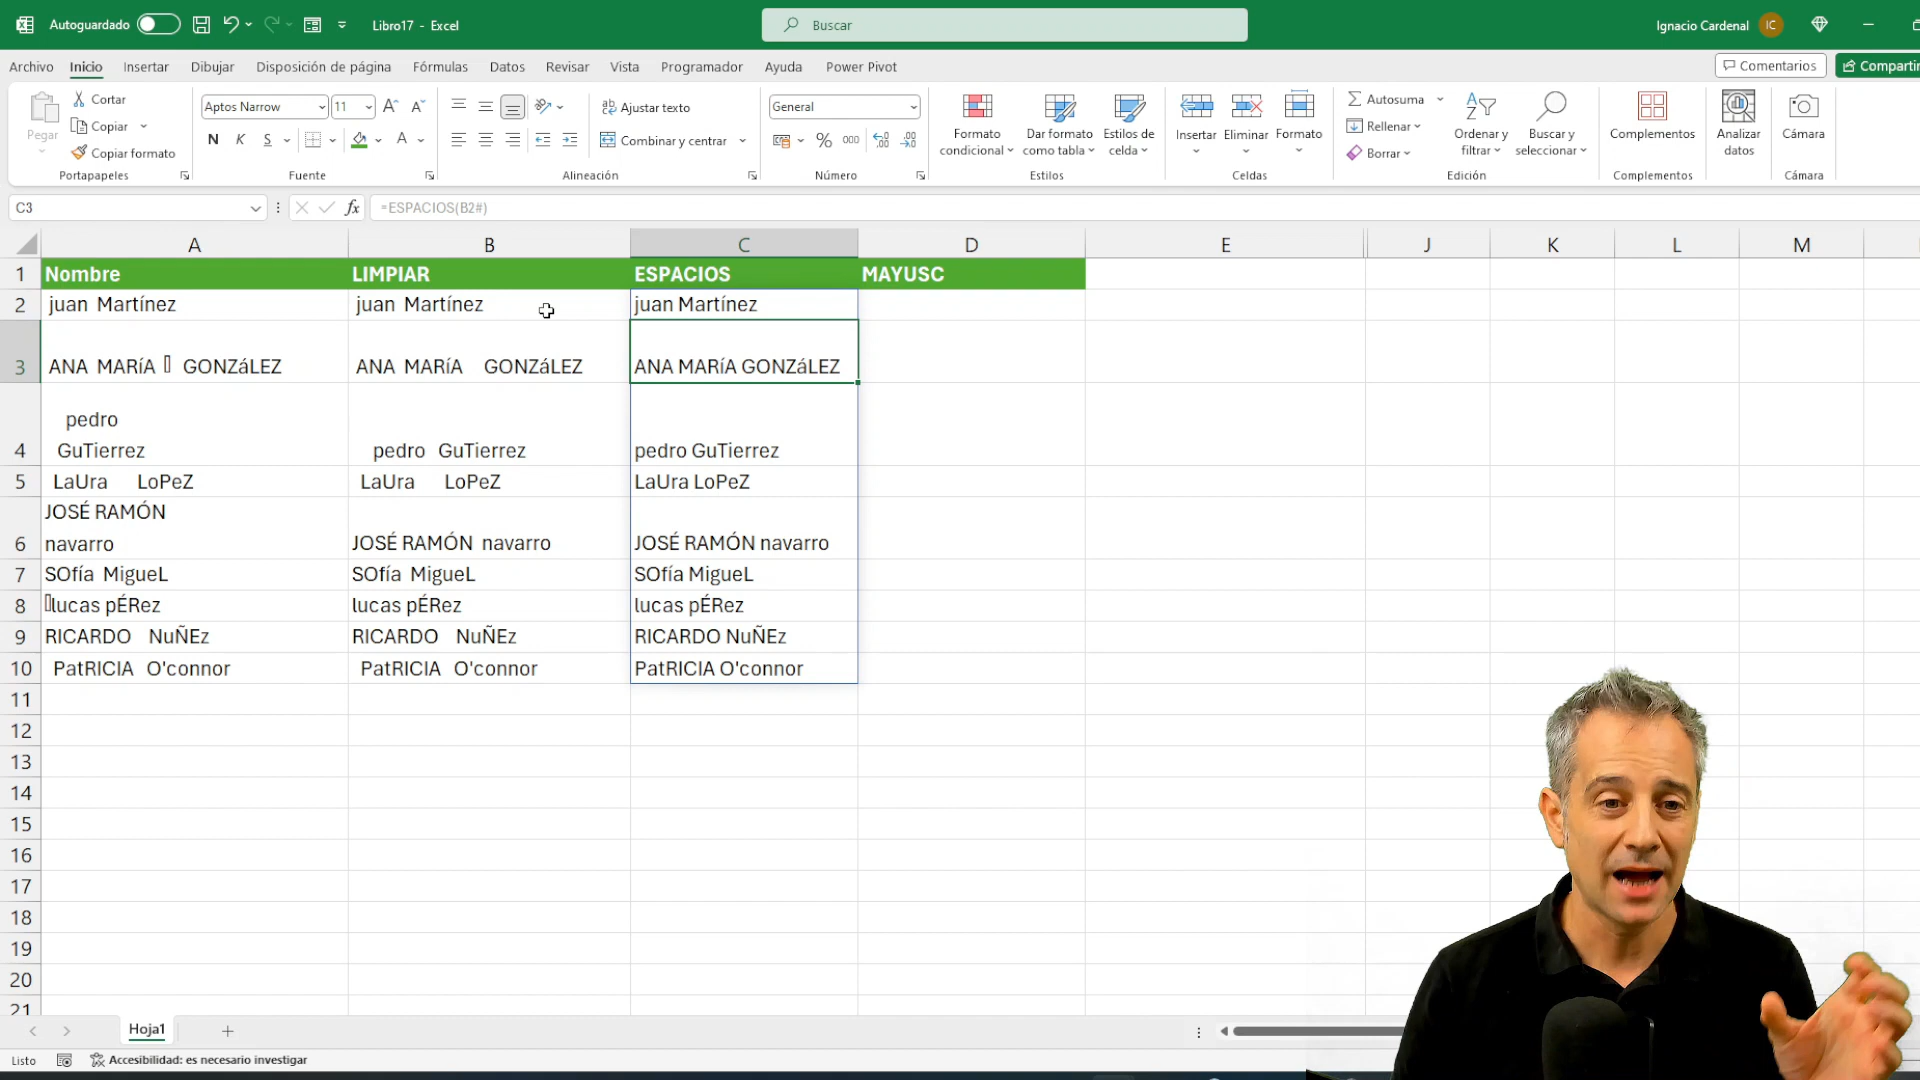 Autoguardado Libro17 - Excel Buscar Ignacio Cardenal IC
Archivo Inicio Insertar Dibujar Disposición de página Fórmulas Datos Revisar Vista Programador Ayuda Power Pivot Comentarios Compartir
Pegar Cortar Copiar Copiar formato Portapapeles
Aptos Narrow 11 N K S Fuente
Ajustar texto Combinar y centrar Alineación
General % 000 Número
Formato condicional Dar formato como tabla Estilos de celda Estilos
Insertar Eliminar Formato Celdas
Autosuma Rellenar Borrar Ordenar y filtrar Buscar y seleccionar Edición
Complementos Complementos
Analizar datos
Cámara Cámara
C3 fx =ESPACIOS(B2#)
A B C D E J K L M
1 Nombre LIMPIAR ESPACIOS MAYUSC
2 juan Martínez juan Martínez juan Martínez
3 ANA MARíA GONZáLEZ ANA MARíA GONZáLEZ ANA MARíA GONZáLEZ
4 pedro
GuTierrez pedro GuTierrez pedro GuTierrez
5 LaUra LoPeZ LaUra LoPeZ LaUra LoPeZ
6 JOSÉ RAMÓN
navarro JOSÉ RAMÓN navarro JOSÉ RAMÓN navarro
7 SOfía MigueL SOfía MigueL SOfía MigueL
8 lucas pÉRez lucas pÉRez lucas pÉRez
9 RICARDO NuÑEz RICARDO NuÑEz RICARDO NuÑEz
10 PatRICIA O'connor PatRICIA O'connor PatRICIA O'connor
11
12
13
14
15
16
17
18
19
20
21
Hoja1
Listo Accesibilidad: es necesario investigar